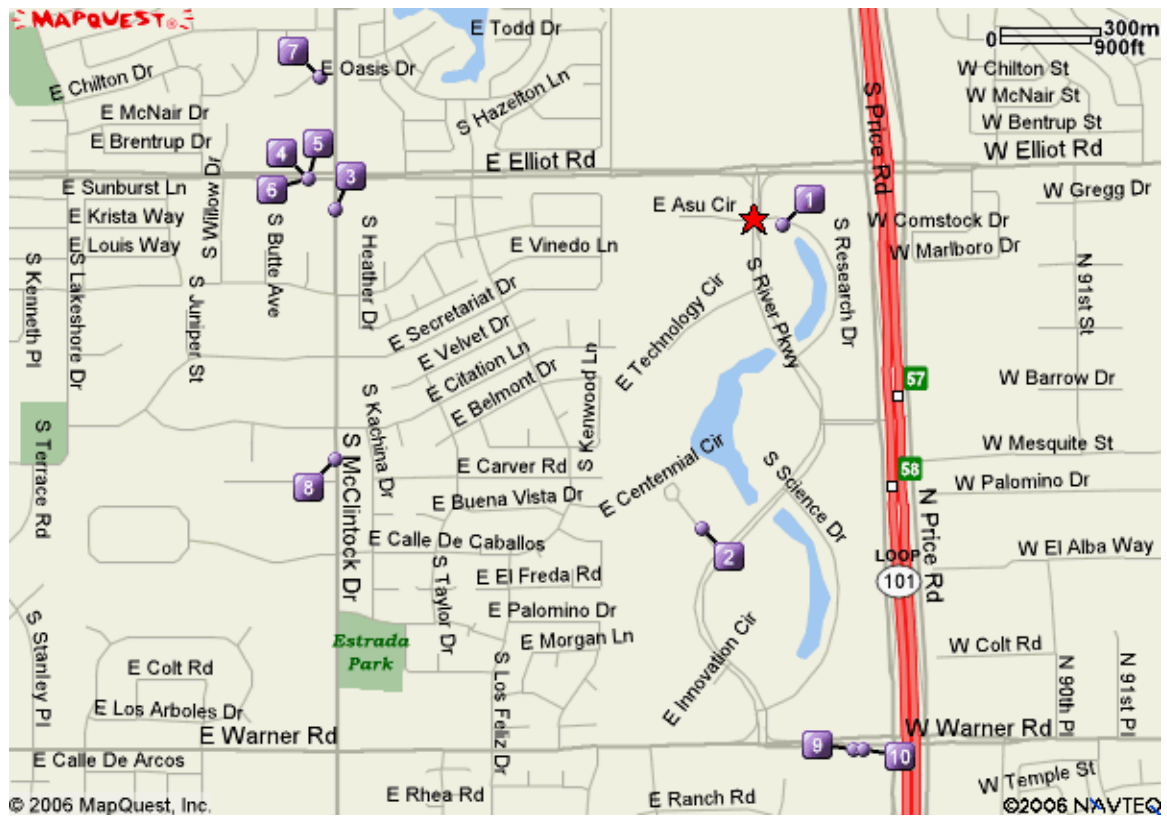 MAPQUEST®
300m
0
900ft
E Todd Dr
7
E Oasis Dr
E Chilton Dr
W Chilton St
S Hazelton Ln
S Price Rd
W McNair St
E McNair Dr
W Bentrup St
E Brentrup Dr
5
4
E Elliot Rd
W Elliot Rd
6
3
E Sunburst Ln
S Willow Dr
W Gregg Dr
1
E Asu Cir
E Krista Way
W Comstock Dr
E Louis Way
S Butte Ave
S Heather Dr
E Vinedo Ln
S Research Dr
W Marlboro Dr
S Kenneth Pl
S Lakeshore Dr
S Juniper St
S River Pkwy
N 91st St
E Secretariat Dr
E Technology Cir
E Velvet Dr
E Citation Ln
57
W Barrow Dr
E Belmont Dr
S Kenwood Ln
S Kachina Dr
S Terrace Rd
S McClintock Dr
W Mesquite St
E Carver Rd
E Centennial Cir
S Science Dr
58
W Palomino Dr
8
E Buena Vista Dr
N Price Rd
E Calle De Caballos
2
LOOP
101
W El Alba Way
E El Freda Rd
S Taylor Dr
E Palomino Dr
S Stanley Pl
Estrada
Park
E Morgan Ln
W Colt Rd
E Colt Rd
S Los Feliz Dr
E Innovation Cir
N 90th Pl
N 91st Pl
E Los Arboles Dr
E Warner Rd
W Warner Rd
9
10
E Calle De Arcos
W Temple St
E Rhea Rd
E Ranch Rd
© 2006 MapQuest, Inc.
©2006 NAVTEQ